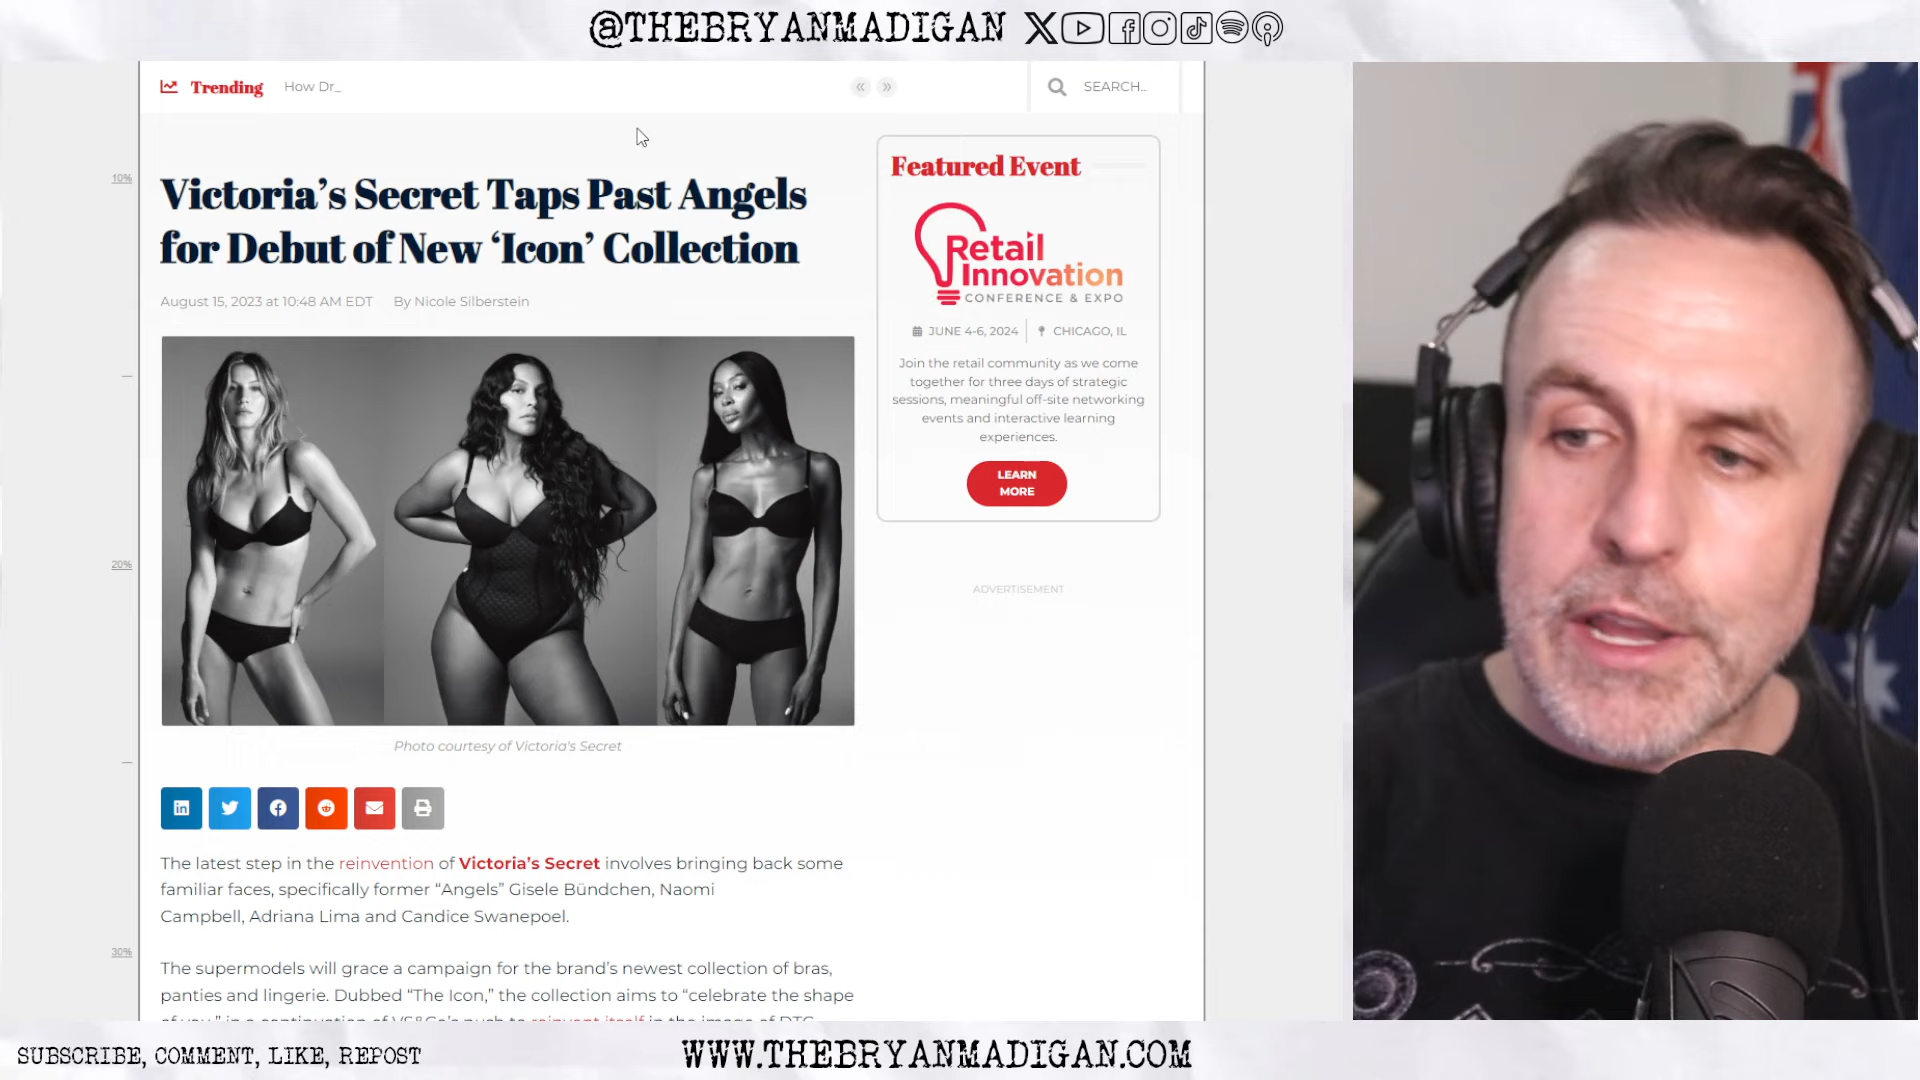 @THEBRYANMADIGAN
Trending
How Dr_
SEARCH..
Victoria's Secret Taps Past Angels
for Debut of New ‘Icon’ Collection
August 15, 2023 at 10:48 AM EDT
By Nicole Silberstein
Photo courtesy of Victoria's Secret
The latest step in the reinvention of Victoria's Secret involves bringing back some
familiar faces, specifically former “Angels” Gisele Bündchen, Naomi
Campbell, Adriana Lima and Candice Swanepoel.
The supermodels will grace a campaign for the brand's newest collection of bras,
panties and lingerie. Dubbed “The Icon,” the collection aims to “celebrate the shape
10%
20%
30%
Featured Event
Retail
Innovation
CONFERENCE & EXPO
JUNE 4-6, 2024
CHICAGO, IL
Join the retail community as we come
together for three days of strategic
sessions, meaningful off-site networking
events and interactive learning
experiences.
LEARN
MORE
ADVERTISEMENT
SUBSCRIBE, COMMENT, LIKE, REPOST
WWW.THEBRYANMADIGAN.COM